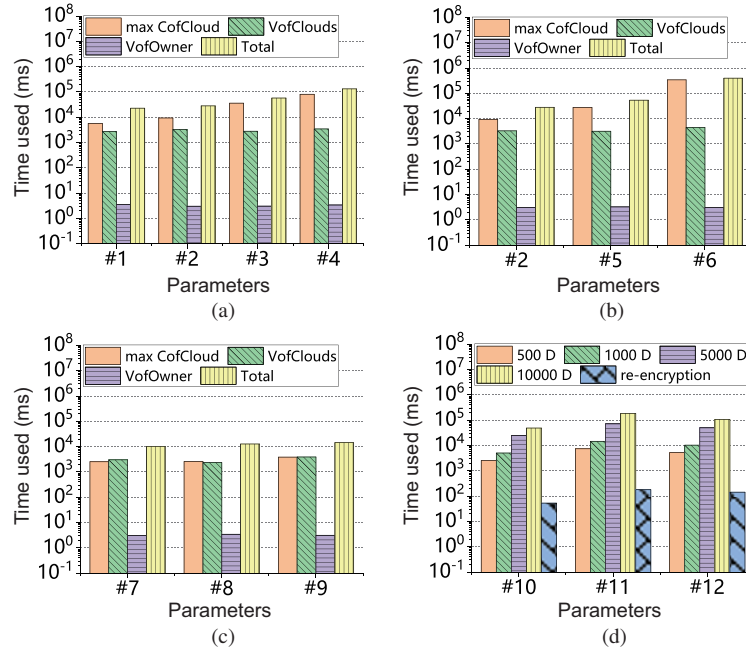 max CofCloud VofClouds
VofOwner Total
Time used (ms)
10^8
10^7
10^6
10^5
10^4
10^3
10^2
10^1
10^0
10^-1
#1 #2 #3 #4
Parameters
(a)
max CofCloud VofClouds
VofOwner Total
Time used (ms)
10^8
10^7
10^6
10^5
10^4
10^3
10^2
10^1
10^0
10^-1
#2 #5 #6
Parameters
(b)
max CofCloud VofClouds
VofOwner Total
Time used (ms)
10^8
10^7
10^6
10^5
10^4
10^3
10^2
10^1
10^0
10^-1
#7 #8 #9
Parameters
(c)
500 D 1000 D 5000 D
10000 D re-encryption
Time used (ms)
10^8
10^7
10^6
10^5
10^4
10^3
10^2
10^1
10^0
10^-1
#10 #11 #12
Parameters
(d)